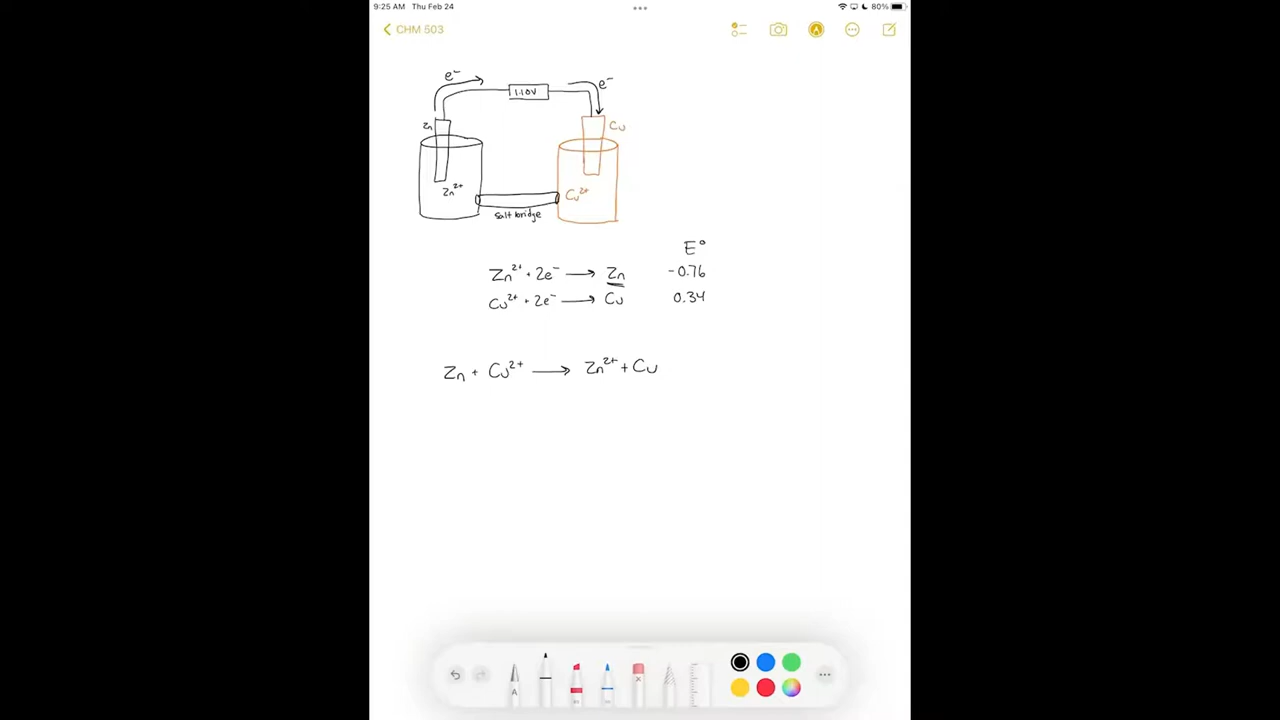 9:25 AM Thu Feb 24
80%
CHM 503
e⁻
1.10V
e⁻
Zn
Cu
Zn²⁺
Cu²⁺
salt bridge
E°
Zn²⁺ + 2e⁻ → Zn -0.76
Cu²⁺ + 2e⁻ → Cu 0.34
Zn + Cu²⁺ → Zn²⁺ + Cu
A